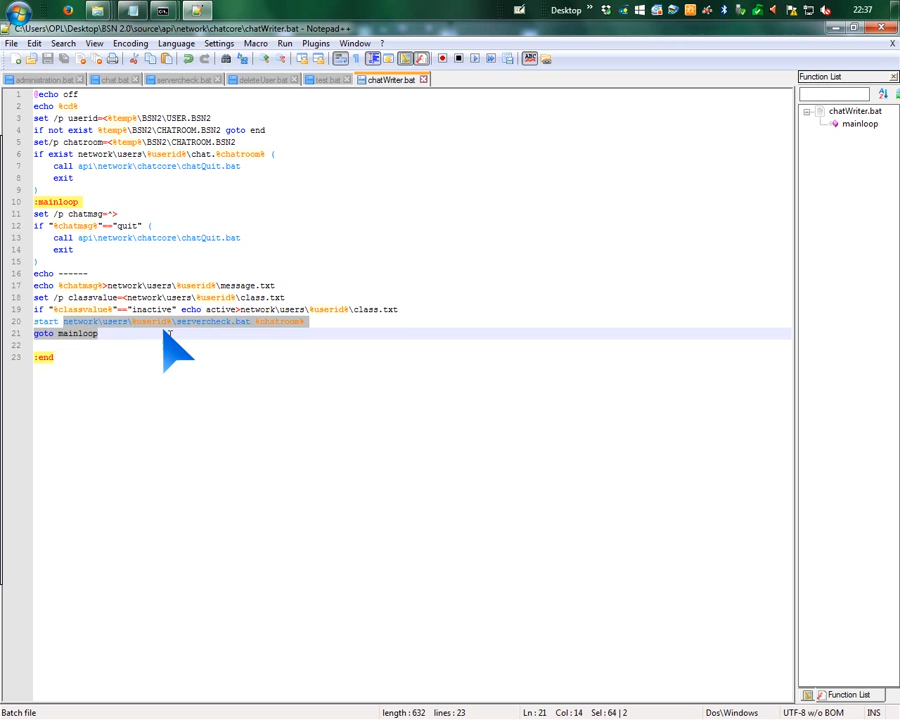 Desktop
22:37
C:\Users\OPL\Desktop\BSN 2.0\source\api\network\chatcore\chatWriter.bat - Notepad++
File Edit Search View Encoding Language Settings Macro Run Plugins Window ? X
administration.bat chat.bat servercheck.bat deleteUser.bat test.bat chatWriter.bat
Function List
1 @echo off
2 echo %cd%
3 set /p userid=<%temp%\BSN2\USER.BSN2
4 if not exist %temp%\BSN2\CHATROOM.BSN2 goto end
5 set/p chatroom=<%temp%\BSN2\CHATROOM.BSN2
6 if exist network\users\%userid%\chat.%chatroom% (
7 call api\network\chatcore\chatQuit.bat
8 exit
9 )
10 :mainloop
11 set /p chatmsg=^>
12 if "%chatmsg%"=="quit" (
13 call api\network\chatcore\chatQuit.bat
14 exit
15 )
16 echo ------
17 echo %chatmsg%>network\users\%userid%\message.txt
18 set /p classvalue=<network\users\%userid%\class.txt
19 if "%classvalue%"=="inactive" echo active>network\users\%userid%\class.txt
20 start network\users\%userid%\servercheck.bat %chatroom%
21 goto mainloop
22
23 :end
chatWriter.bat
mainloop
Function List
Batch file
length : 632 lines : 23
Ln : 21 Col : 14 Sel : 64 | 2
Dos\Windows
UTF-8 w/o BOM
INS